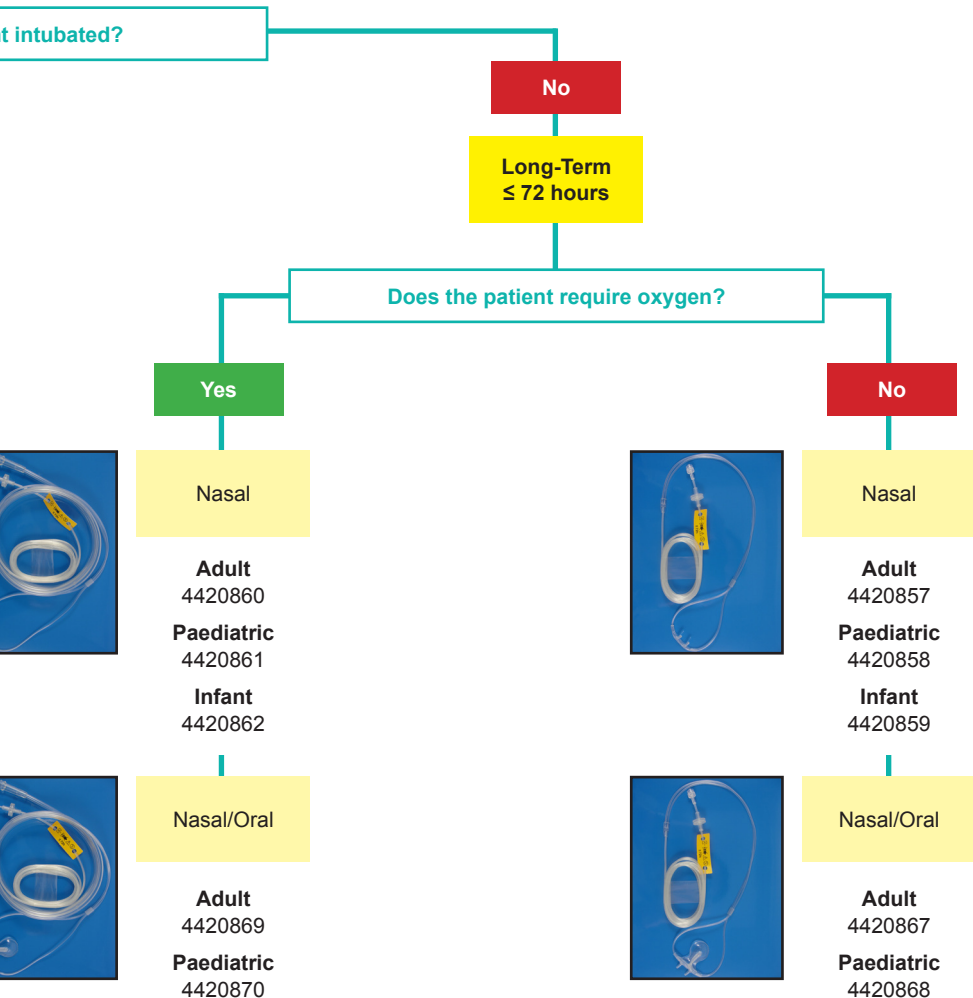 t intubated?
No
Long-Term
≤ 72 hours
Does the patient require oxygen?
Yes
Nasal
Adult
4420860
Paediatric
4420861
Infant
4420862
Nasal/Oral
Adult
4420869
Paediatric
4420870
No
Nasal
Adult
4420857
Paediatric
4420858
Infant
4420859
Nasal/Oral
Adult
4420867
Paediatric
4420868